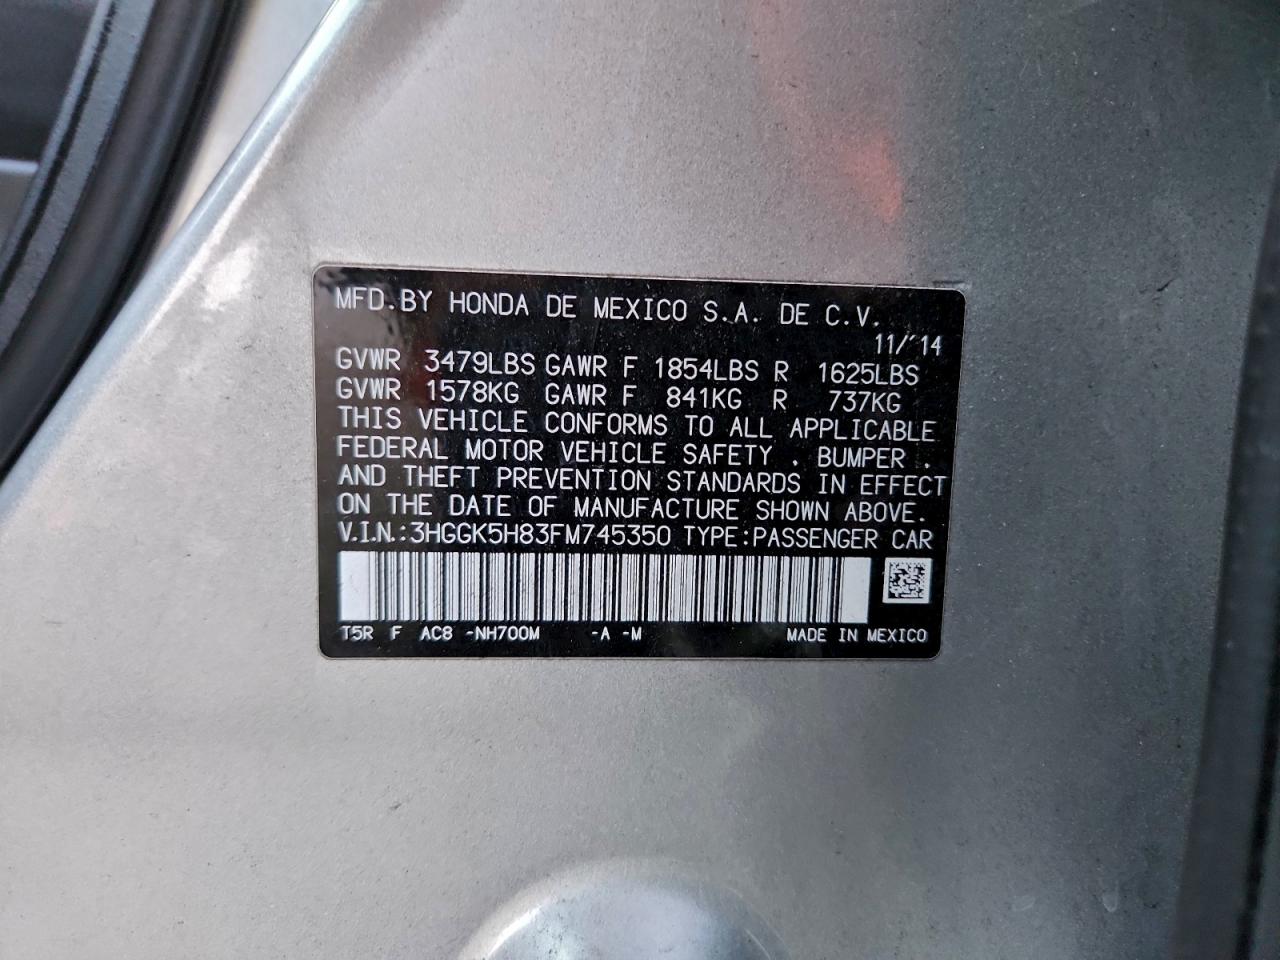 MFD.BY HONDA DE MEXICO S.A. DE C.V.
11/'14
GVWR 3479LBS GAWR F 1854LBS R 1625LBS
GVWR 1578KG GAWR F 841KG R 737KG
THIS VEHICLE CONFORMS TO ALL APPLICABLE
FEDERAL MOTOR VEHICLE SAFETY , BUMPER ,
AND THEFT PREVENTION STANDARDS IN EFFECT
ON THE DATE OF MANUFACTURE SHOWN ABOVE.
V.I.N.:3HGGK5H83FM745350 TYPE:PASSENGER CAR
T5R F AC8 -NH700M -A -M MADE IN MEXICO